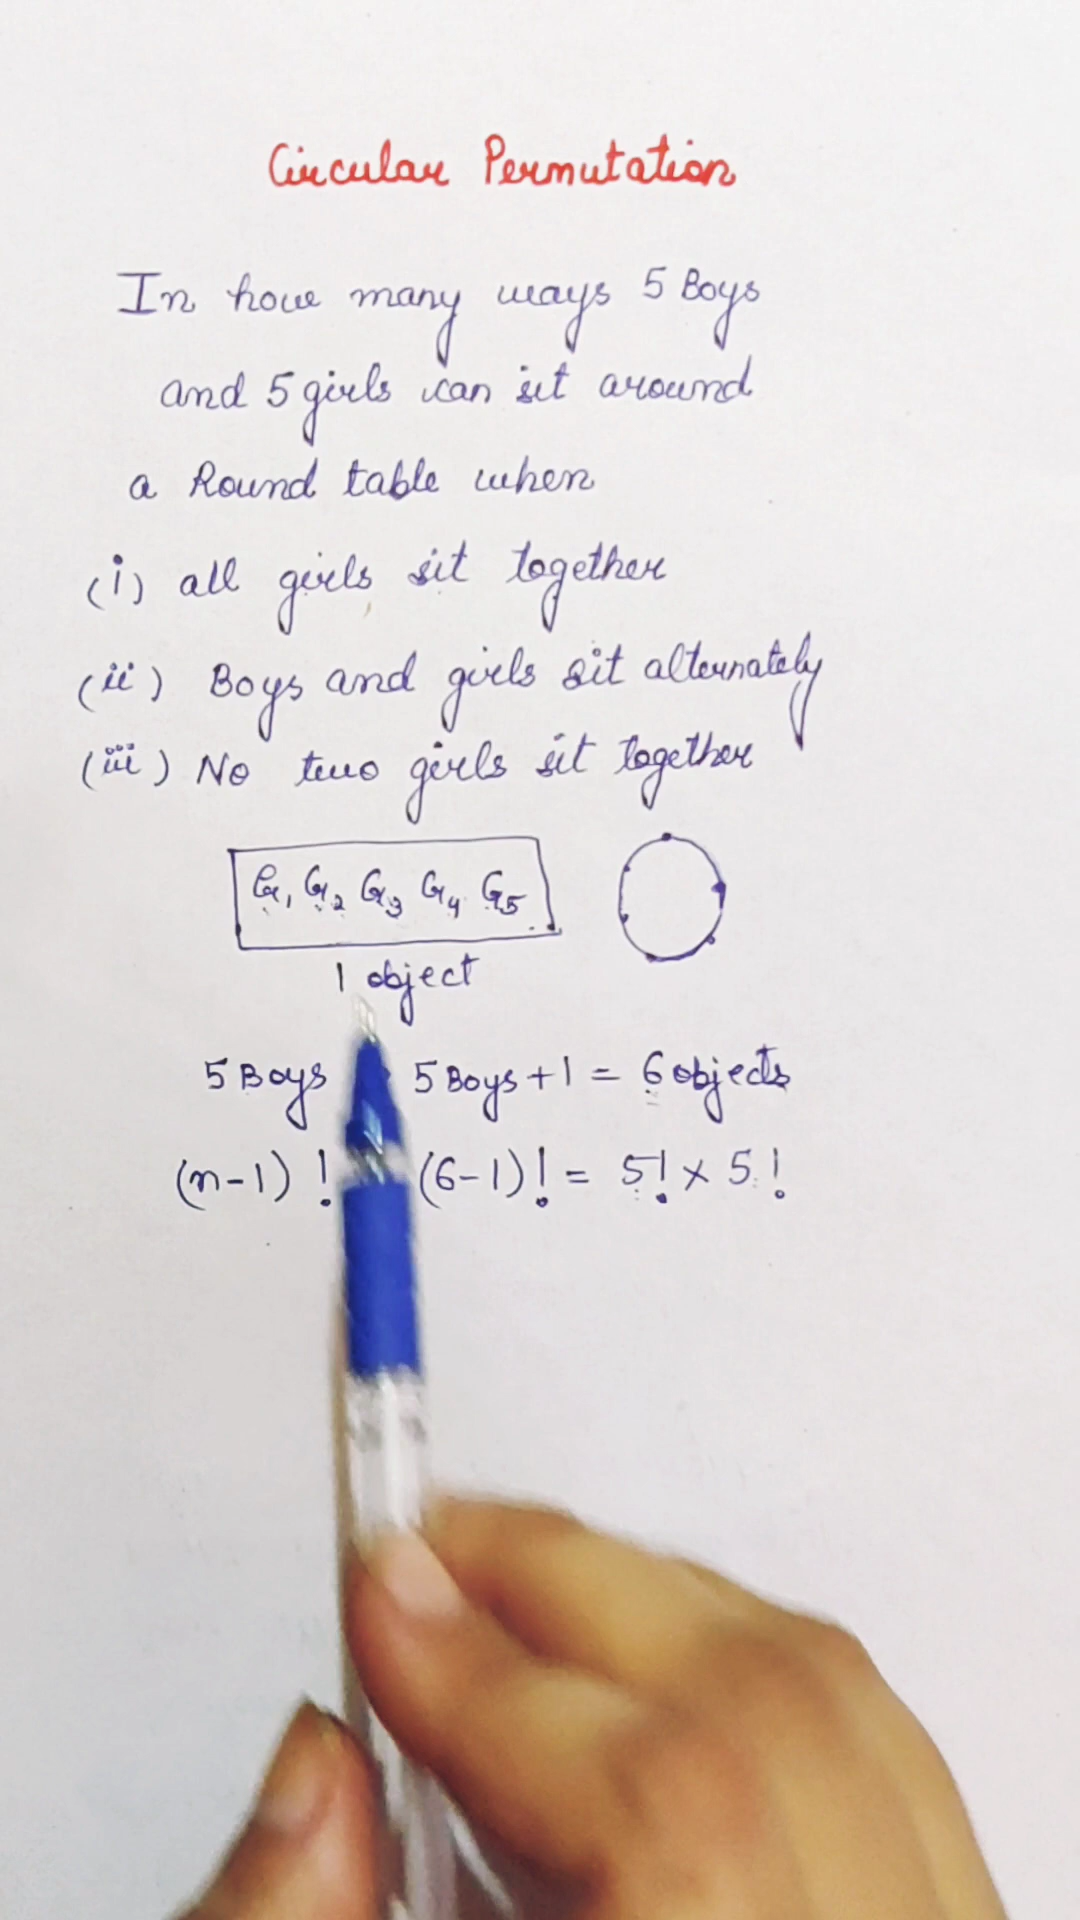 Circular Permutation
In how many ways 5 Boys
and 5 girls can sit around
a Round table when
(i) all girls sit together
(ii) Boys and girls sit alternately
(iii) No two girls sit together
G1 G2 G3 G4 G5
1 object
5 Boys 5 Boys + 1 = 6 objects
(n-1) ! (6-1)! = 5! × 5!